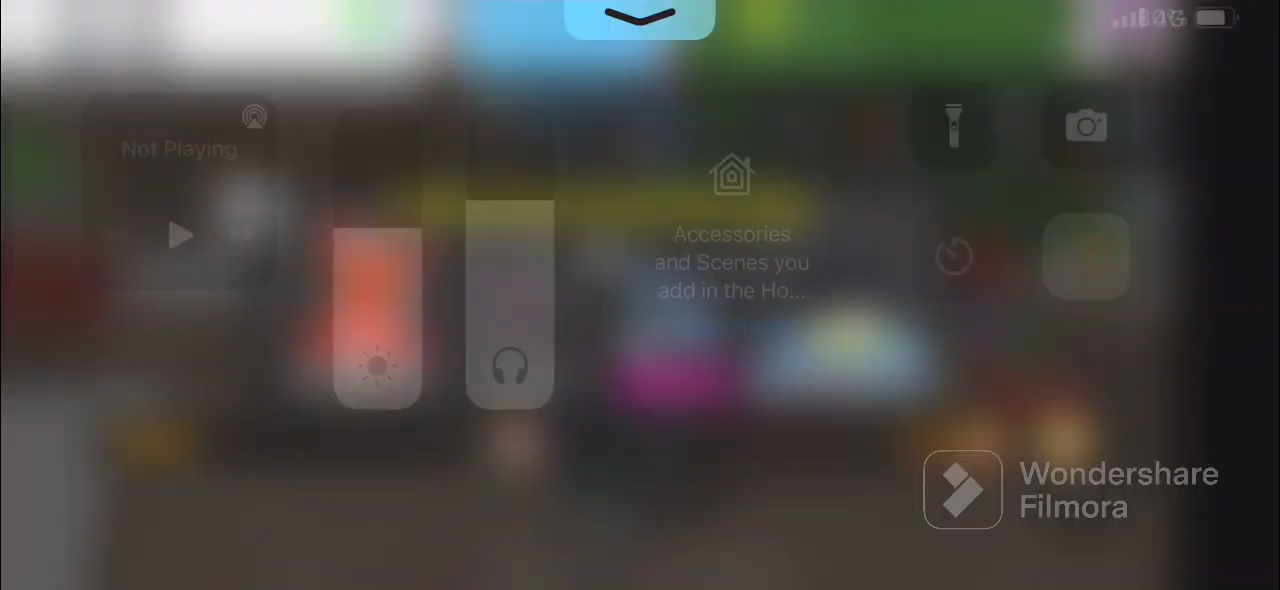 Not Playing
Accessories
and Scenes you
add in the Ho...
Wondershare
Filmora